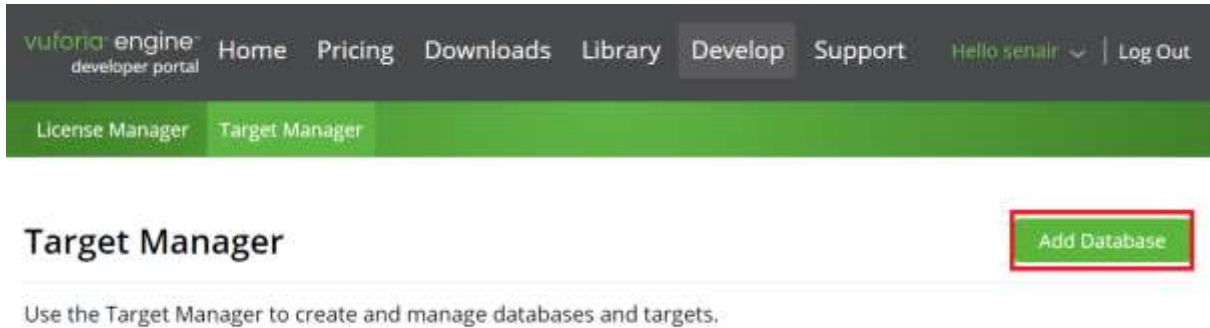 vuforia engine™
developer portal
Home Pricing Downloads Library Develop Support Hello senair | Log Out
License Manager Target Manager
Target Manager
Add Database
Use the Target Manager to create and manage databases and targets.